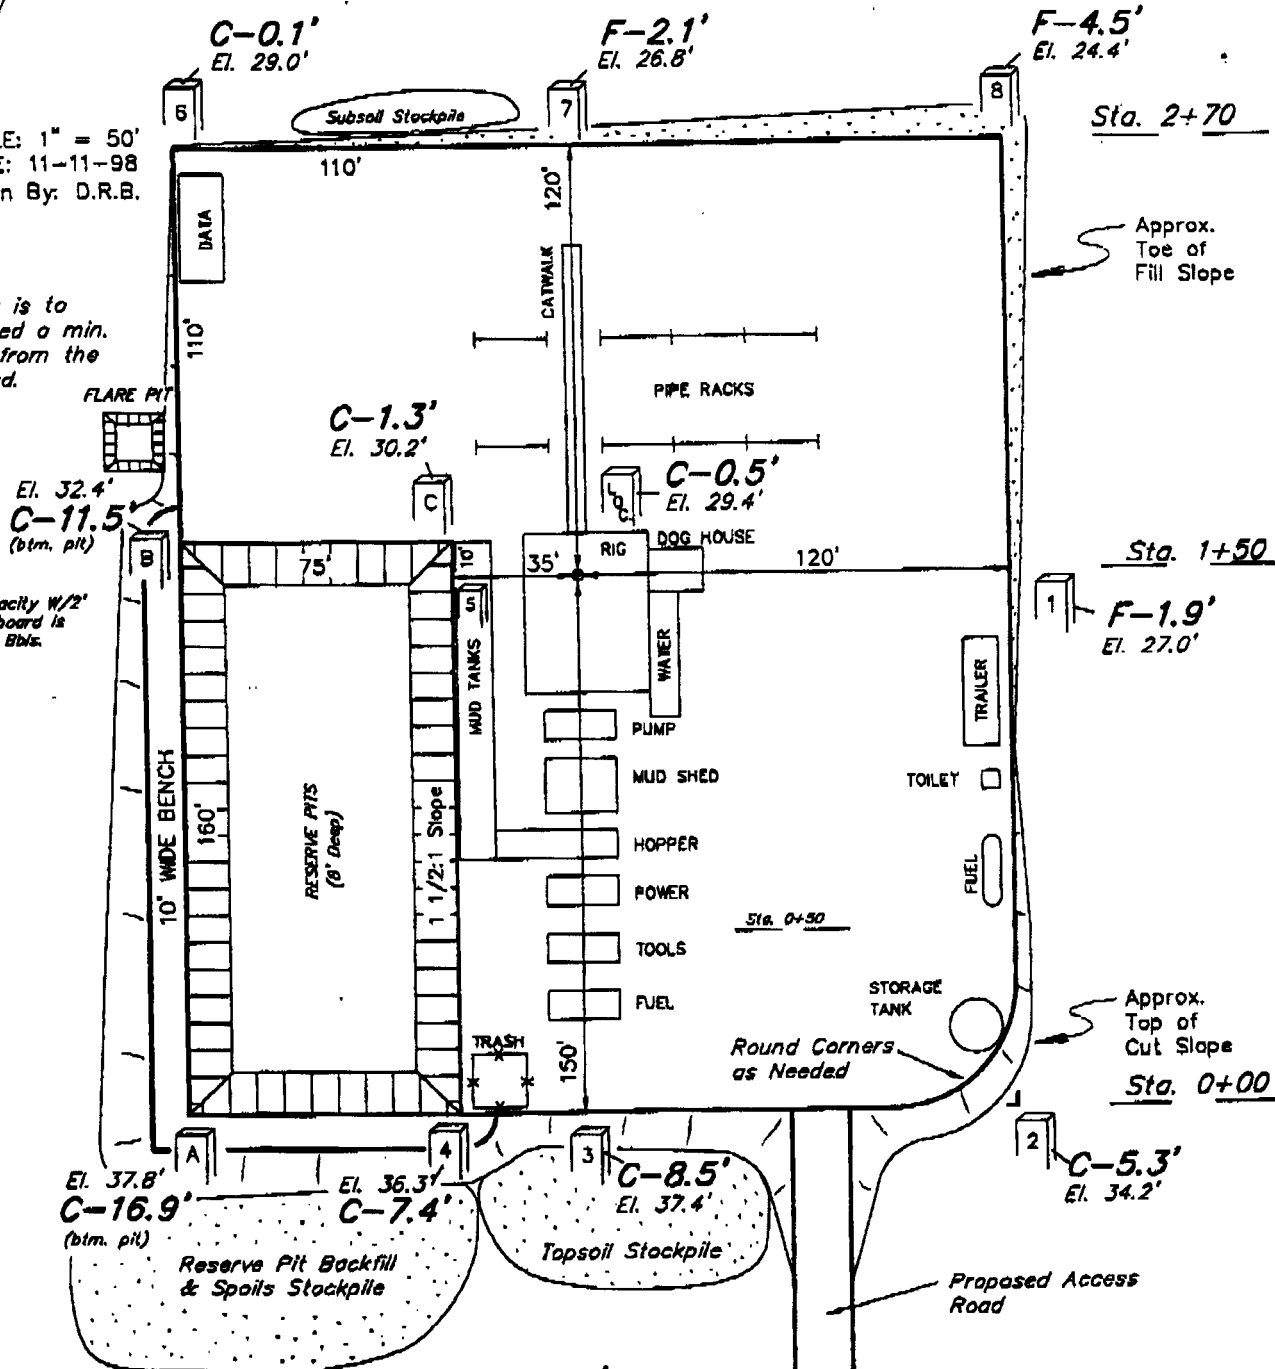 C-0.1'
El. 29.0'
F-2.1'
El. 26.8'
F-4.5'
El. 24.4'
6
7
8
Subsoil Stockpile
Sta. 2+70
E: 1" = 50'
E: 11-11-98
n By: D.R.B.
110'
120'
DATA
CATWALK
Approx.
Toe of
Fill Slope
is to
ed a min.
from the
d.
110'
FLARE PIT
PIPE RACKS
C-1.3'
El. 30.2'
C
LOC.
C-0.5'
El. 29.4'
El. 32.4'
C-11.5'
(btm. pit)
B
75'
10'
35'
RIG
DOG HOUSE
120'
Sta. 1+50
1
F-1.9'
El. 27.0'
acity W/2'
board is
Bbls.
5
MUD TANKS
WATER
TRAILER
PUMP
MUD SHED
TOILET
10" WIDE BENCH
160'
RESERVE PITS
(8' Deep)
1 1/2:1 Slope
HOPPER
POWER
FUEL
Sta. 0+50
TOOLS
FUEL
STORAGE
TANK
Approx.
Top of
Cut Slope
TRASH
150'
Round Corners
as Needed
Sta. 0+00
A
4
3
2
El. 37.8'
C-16.9'
(btm. pit)
El. 36.3'
C-7.4'
C-8.5'
El. 37.4'
C-5.3'
El. 34.2'
Reserve Pit Backfill
& Spoils Stockpile
Topsoil Stockpile
Proposed Access
Road